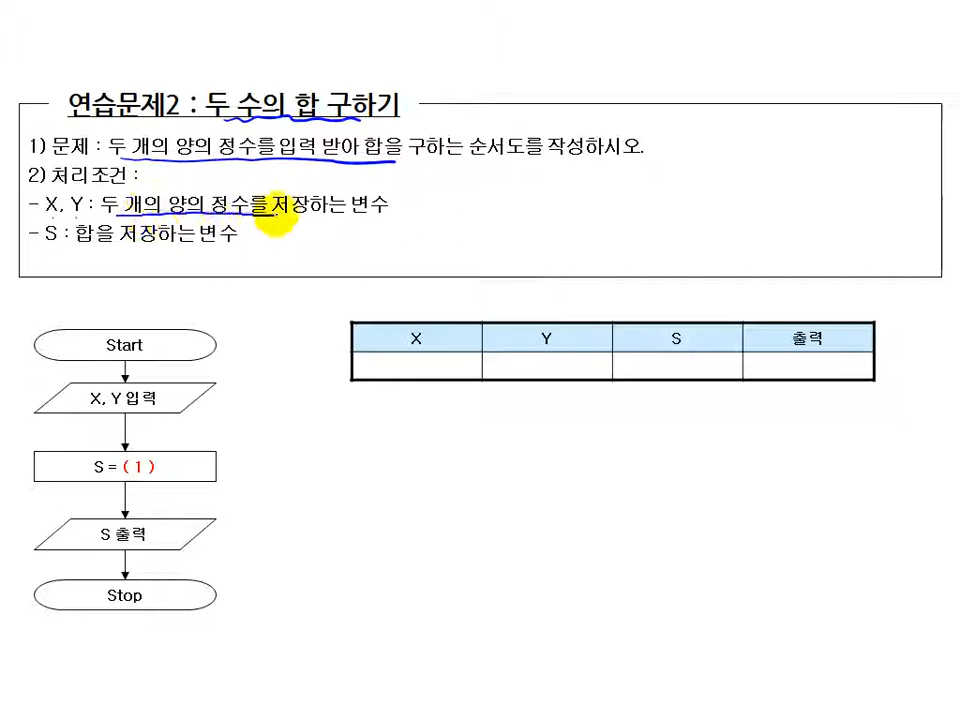 연습문제2 : 두 수의 합 구하기
1) 문제 : 두 개의 양의 정수를 입력 받아 합을 구하는 순서도를 작성하시오.
2) 처리조건 :
- X, Y : 두 개의 양의 정수를 저장하는 변수
- S : 합을 저장하는 변수
Start
X, Y 입력
S = ( 1 )
S 출력
Stop
X Y S 출력